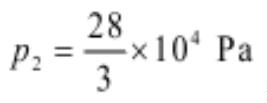 p₂ = 28/3 × 10⁴ Pa